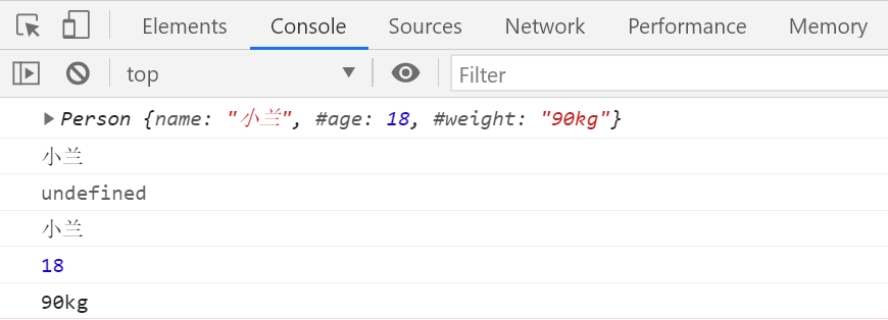 Elements Console Sources Network Performance Memory
top Filter
Person {name: "小兰", #age: 18, #weight: "90kg"}
小兰
undefined
小兰
18
90kg